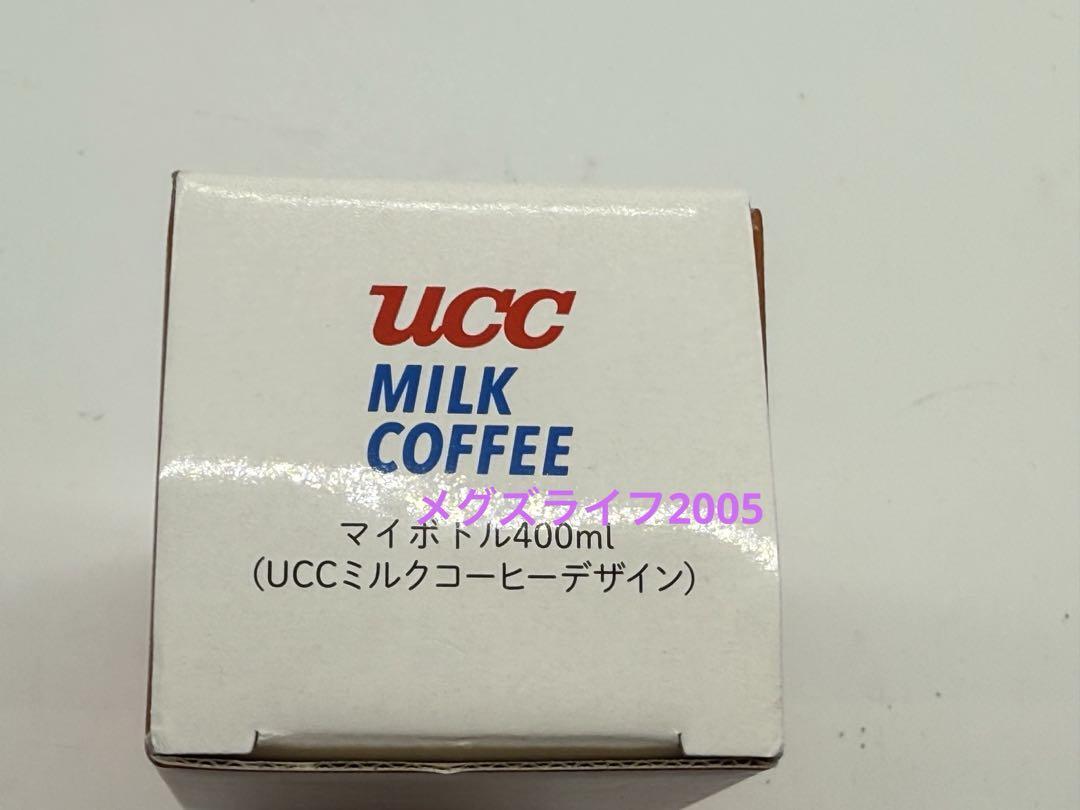 UCC
MILK
COFFEE
メグズライフ2005
マイボトル400ml
(UCCミルクコーヒーデザイン)